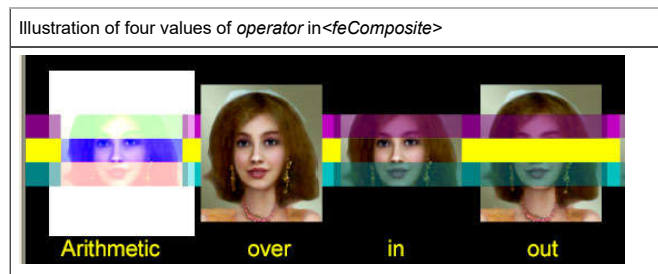 Illustration of four values of operator in<feComposite>
Arithmetic over in out